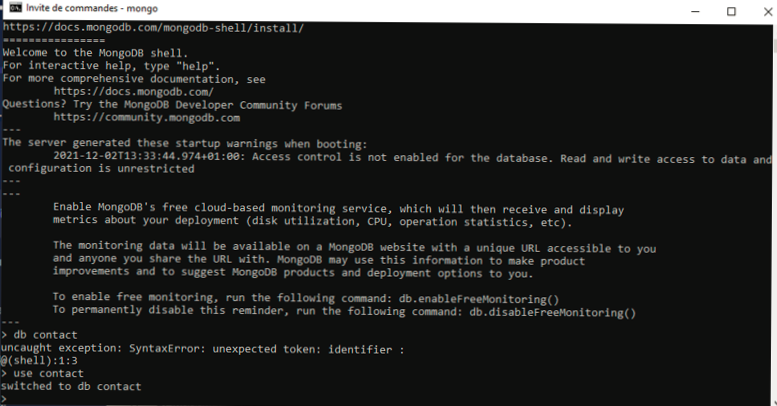 Invite de commandes - mongo
https://docs.mongodb.com/mongodb-shell/install/
================
Welcome to the MongoDB shell.
For interactive help, type "help".
For more comprehensive documentation, see
https://docs.mongodb.com/
Questions? Try the MongoDB Developer Community Forums
https://community.mongodb.com
---
The server generated these startup warnings when booting:
2021-12-02T13:33:44.974+01:00: Access control is not enabled for the database. Read and write access to data and
configuration is unrestricted
---
---
Enable MongoDB's free cloud-based monitoring service, which will then receive and display
metrics about your deployment (disk utilization, CPU, operation statistics, etc).
The monitoring data will be available on a MongoDB website with a unique URL accessible to you
and anyone you share the URL with. MongoDB may use this information to make product
improvements and to suggest MongoDB products and deployment options to you.
To enable free monitoring, run the following command: db.enableFreeMonitoring()
To permanently disable this reminder, run the following command: db.disableFreeMonitoring()
---
> db contact
uncaught exception: SyntaxError: unexpected token: identifier :
@(shell):1:3
> use contact
switched to db contact
>